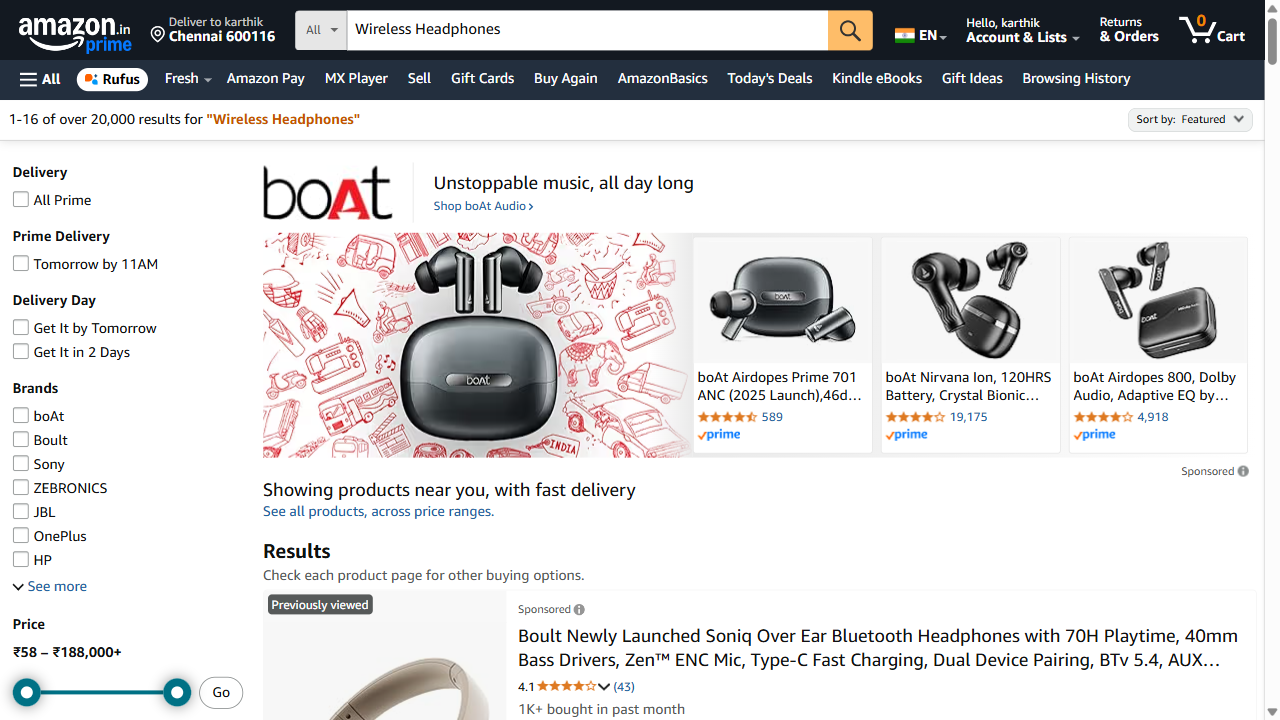 amazon.in
prime
Deliver to karthik
Chennai 600116
All
Wireless Headphones
EN
Hello, karthik
Account & Lists
Returns
& Orders
0
Cart
All
Rufus
Fresh
Amazon Pay
MX Player
Sell
Gift Cards
Buy Again
AmazonBasics
Today's Deals
Kindle eBooks
Gift Ideas
Browsing History
1-16 of over 20,000 results for "Wireless Headphones"
Sort by: Featured
Delivery
All Prime
Prime Delivery
Tomorrow by 11AM
Delivery Day
Get It by Tomorrow
Get It in 2 Days
Brands
boAt
Boult
Sony
ZEBRONICS
JBL
OnePlus
HP
See more
Price
₹58 – ₹188,000+
Go
boAt
Unstoppable music, all day long
Shop boAt Audio ›
boAt
INDIA
boAt
boAt Airdopes Prime 701
ANC (2025 Launch),46d...
589
prime
boAt Nirvana Ion, 120HRS
Battery, Crystal Bionic...
19,175
prime
boAt
boAt
boAt Airdopes 800, Dolby
Audio, Adaptive EQ by...
4,918
prime
Sponsored
Showing products near you, with fast delivery
See all products, across price ranges.
Results
Check each product page for other buying options.
Previously viewed
Sponsored
Boult Newly Launched Soniq Over Ear Bluetooth Headphones with 70H Playtime, 40mm
Bass Drivers, Zen™ ENC Mic, Type-C Fast Charging, Dual Device Pairing, BTv 5.4, AUX...
4.1 (43)
1K+ bought in past month